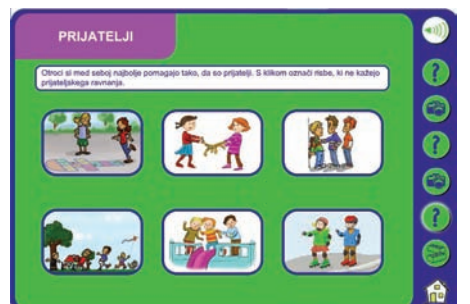 PRIJATELJI
Otroci si med seboj najbolje pomagajo tako, da so prijatelji. S klikom označi risbe, ki ne kažejo
prijateljskega ravnanja.
?
?
?